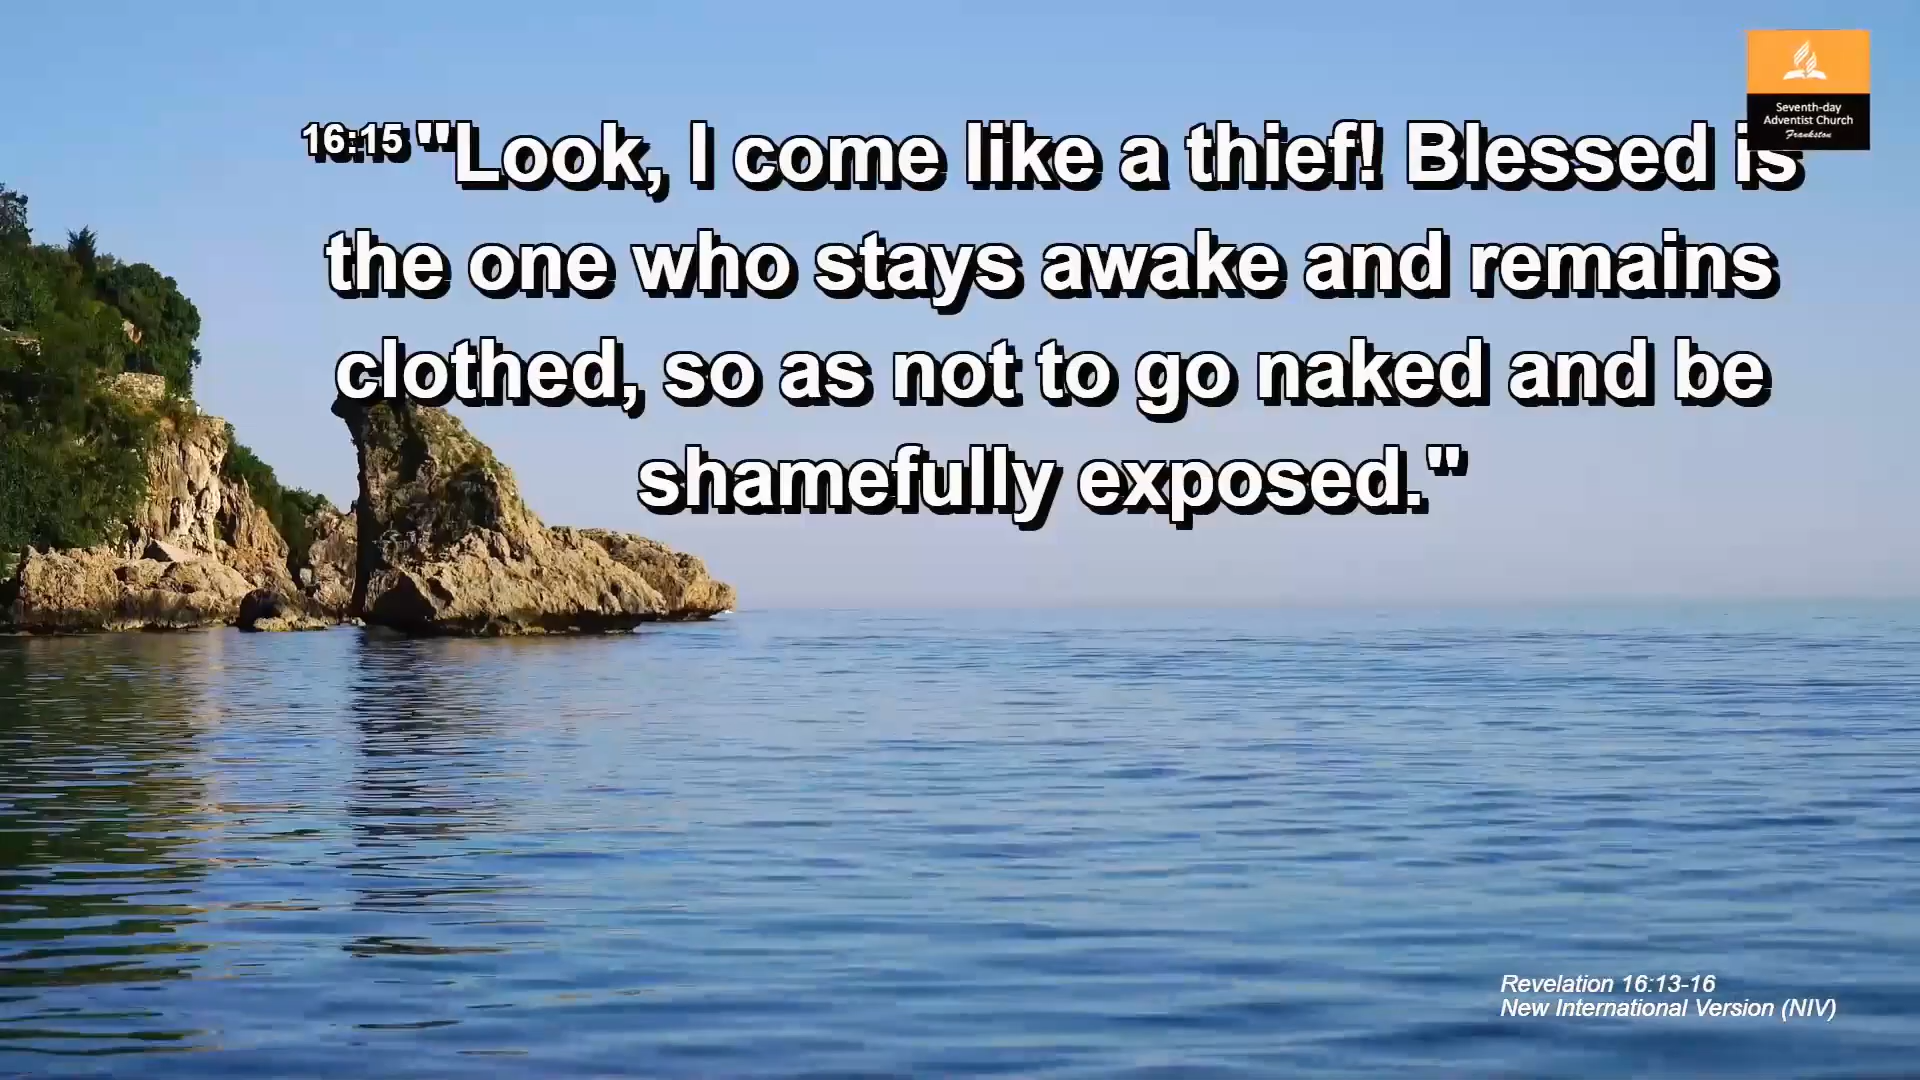 Seventh-day
Adventist Church
Frankston
16:15 "Look, I come like a thief! Blessed is
the one who stays awake and remains
clothed, so as not to go naked and be
shamefully exposed."
Revelation 16:13-16
New International Version (NIV)